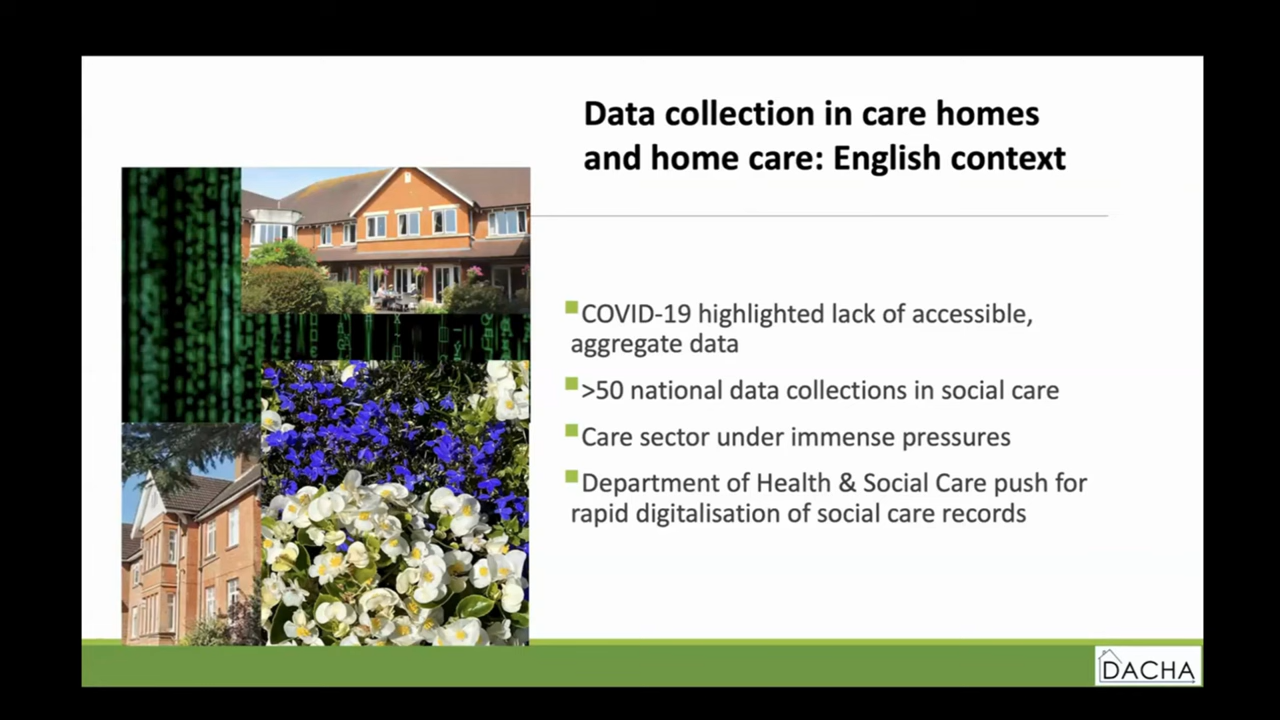 Data collection in care homes
and home care: English context
COVID-19 highlighted lack of accessible,
aggregate data
>50 national data collections in social care
Care sector under immense pressures
Department of Health & Social Care push for
rapid digitalisation of social care records
DACHA